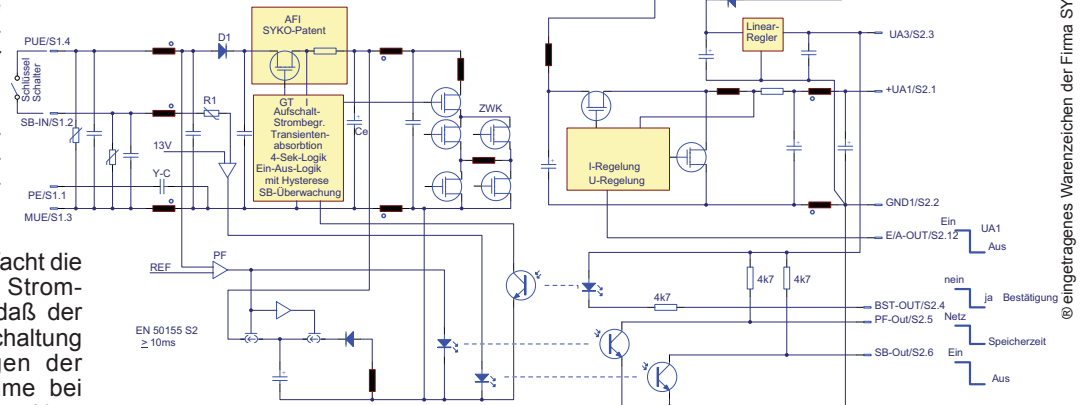 AFI
SYKO-Patent
PUE/S1.4
D1
Schlüssel
Schalter
SB-IN/S1.2
R1
13V
Y-C
PE/S1.1
MUE/S1.3
GT I
Aufschalt-
Strombegr.
Transienten-
absorbtion
4-Sek-Logik
Ein-Aus-Logik
mit Hysterese
SB-Überwachung
Ce
ZWK
Linear-
Regler
UA3/S2.3
+UA1/S2.1
I-Regelung
U-Regelung
GND1/S2.2
E/A-OUT/S2.12
Ein
UA1
Aus
4k7
4k7
4k7
nein
ja Bestätigung
BST-OUT/S2.4
PF-Out/S2.5
Netz
Speicherzeit
SB-Out/S2.6
Ein
Aus
REF
PF
EN 50155 S2
≥ 10ms
acht die
Strom-
daß der
chaltung
gen der
me bei
® eingetragenes Warenzeichen der Firma SY